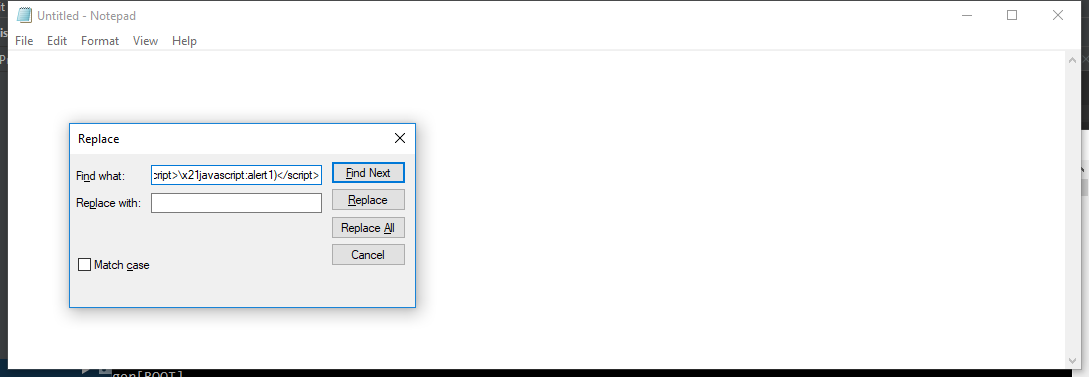 Untitled - Notepad
File Edit Format View Help
Replace
Find what: :ript>\x21javascript:alert1)</script> Find Next
Replace with: Replace
Replace All
Cancel
Match case
gen[ROOT]